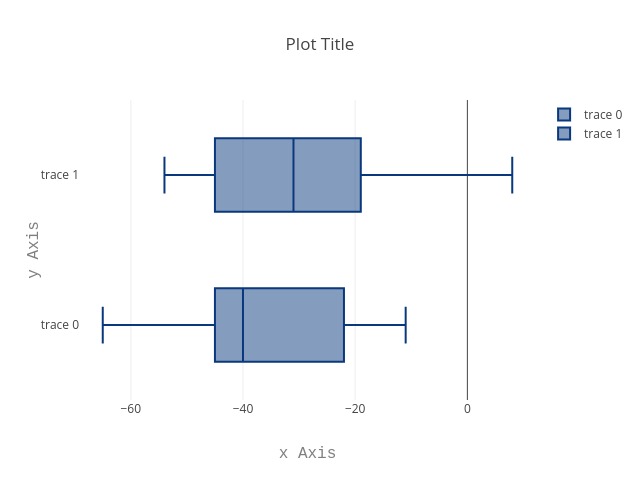 Plot Title
trace 0
trace 1
trace 1
trace 0
y Axis
−60
−40
−20
0
x Axis